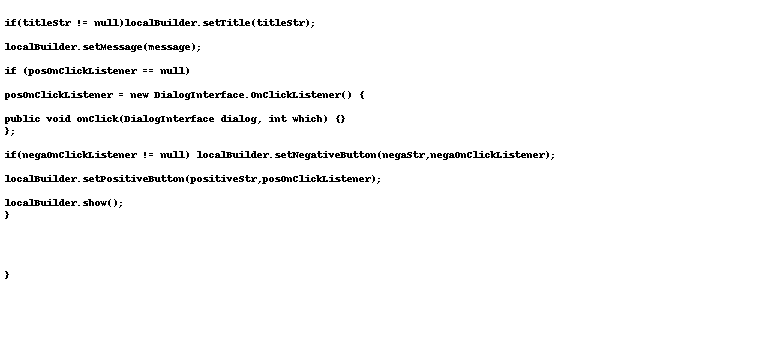 if(titleStr != null)localBuilder.setTitle(titleStr);
localBuilder.setMessage(message);
if (posOnClickListener == null)
posOnClickListener = new DialogInterface.OnClickListener() {
public void onClick(DialogInterface dialog, int which) {}
};
if(negaOnClickListener != null) localBuilder.setNegativeButton(negaStr,negaOnClickListener);
localBuilder.setPositiveButton(positiveStr,posOnClickListener);
localBuilder.show();
}
}